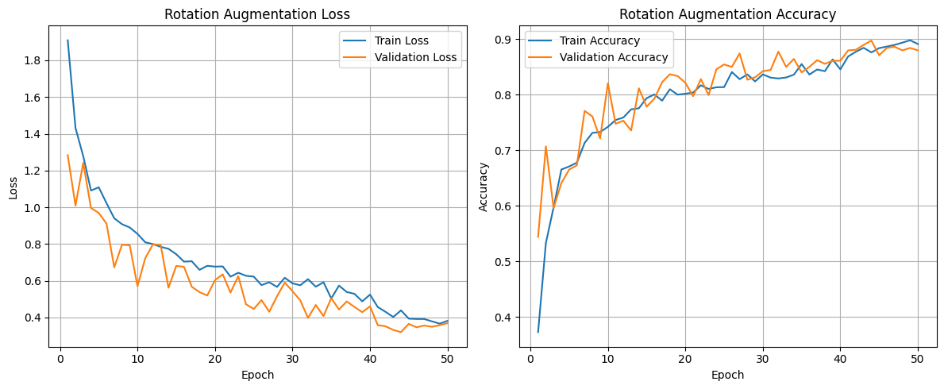 Rotation Augmentation Loss
Train Loss
Validation Loss
1.8
1.6
1.4
1.2
1.0
0.8
0.6
0.4
Loss
0 10 20 30 40 50
Epoch
Rotation Augmentation Accuracy
Train Accuracy
Validation Accuracy
0.9
0.8
0.7
0.6
0.5
0.4
Accuracy
0 10 20 30 40 50
Epoch